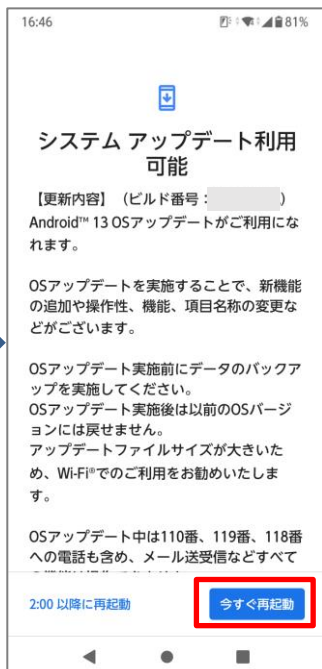 16:46 81%
システム アップデート利用
可能
【更新内容】（ビルド番号： ）
Android™ 13 OSアップデートがご利用にな
れます。
OSアップデートを実施することで、新機能
の追加や操作性、機能、項目名称の変更な
どがございます。
OSアップデート実施前にデータのバックア
ップを実施してください。
OSアップデート実施後は以前のOSバージ
ョンには戻せません。
アップデートファイルサイズが大きいた
め、Wi-Fi®でのご利用をお勧めいたしま
す。
OSアップデート中は110番、119番、118番
への電話も含め、メール送受信などすべて
2:00 以降に再起動 今すぐ再起動